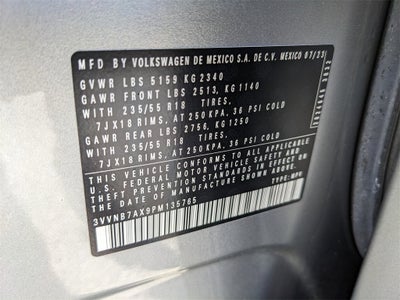 MFD BY VOLKSWAGEN DE MEXICO S.A. DE C.V. MEXICO 07/23
GVWR LBS 5159 KG 2340
GAWR FRONT LBS 2513, KG 1140
WITH 235/55 R18 TIRES.
7JX18 RIMS, AT 250 KPA, 36 PSI COLD
GAWR REAR LBS 2756, KG 1250
WITH 235/55 R18 TIRES.
7JX18 RIMS, AT 250 KPA, 36 PSI COLD
THIS VEHICLE CONFORMS TO ALL APPLICABLE
U.S. FEDERAL MOTOR VEHICLE SAFETY AND
THEFT PREVENTION STANDARDS IN EFFECT ON
THE DATE OF MANUFACTURE SHOWN ABOVE.
3VVNB7AX9PM135765
TYPE: MPV